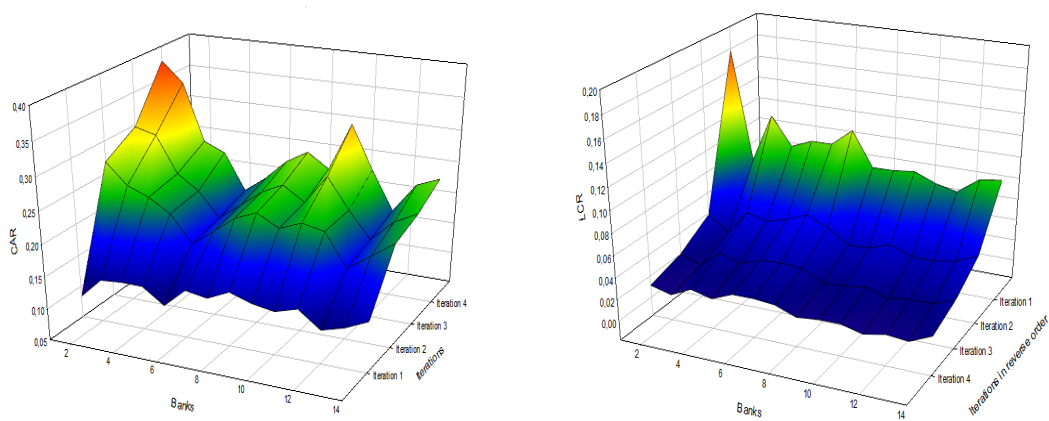 0,40
0,35
0,30
0,25
0,20
0,15
0,10
0,05
CAR
2
4
6
8
10
12
14
Banks
Iteration 1
Iteration 2
Iteration 3
Iteration 4
Iterations
0,20
0,18
0,16
0,14
0,12
0,10
0,08
0,06
0,04
0,02
0,00
LCR
2
4
6
8
10
12
14
Banks
Iteration 4
Iteration 3
Iteration 2
Iteration 1
Iterations in reverse order